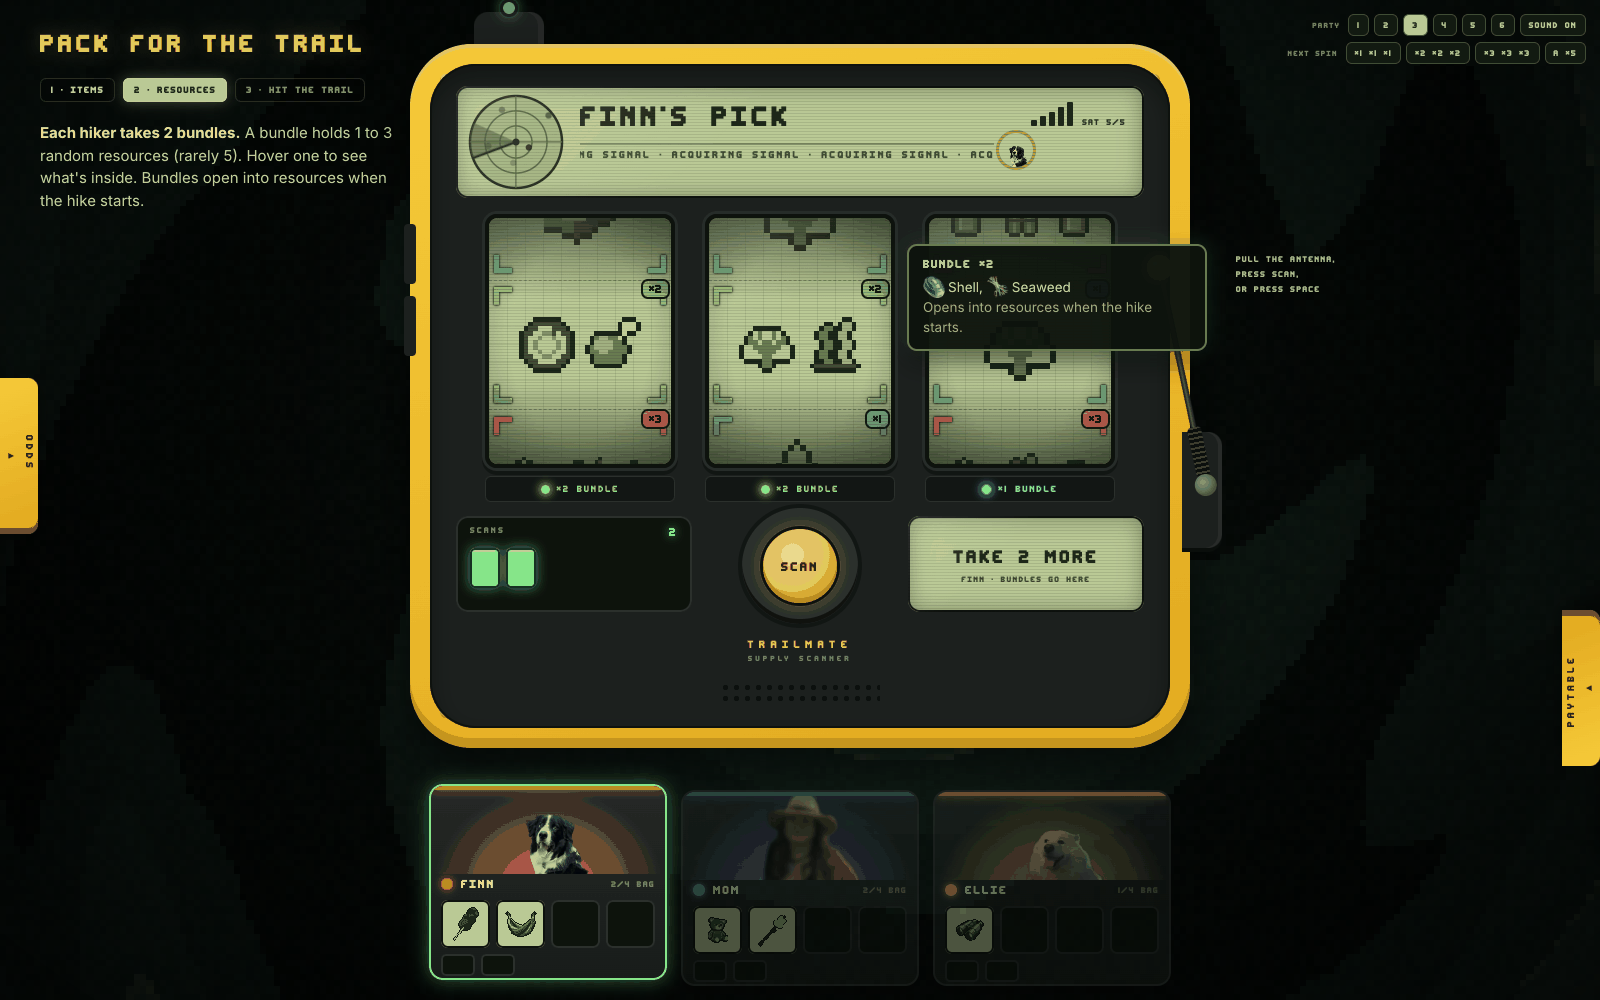 PACK FOR THE TRAIL
1 · ITEMS
2 · RESOURCES
3 · HIT THE TRAIL
Each hiker takes 2 bundles. A bundle holds 1 to 3
random resources (rarely 5). Hover one to see
what's inside. Bundles open into resources when
the hike starts.
PARTY
1
2
3
4
5
6
SOUND ON
NEXT SPIN
×1 ×1 ×1
×2 ×2 ×2
×3 ×3 ×3
A ×5
FINN'S PICK
SAT 5/5
NG SIGNAL · ACQUIRING SIGNAL · ACQUIRING SIGNAL · ACQ
×2
×2
BUNDLE ×2
Shell, Seaweed
Opens into resources when the hike
starts.
PULL THE ANTENNA,
PRESS SCAN,
OR PRESS SPACE
×3
×1
×3
×2 BUNDLE
×2 BUNDLE
×1 BUNDLE
SCANS
2
SCAN
TAKE 2 MORE
FINN · BUNDLES GO HERE
TRAILMATE
SUPPLY SCANNER
ODDS
PAYTABLE
FINN
2/4 BAG
MOM
2/4 BAG
ELLIE
1/4 BAG